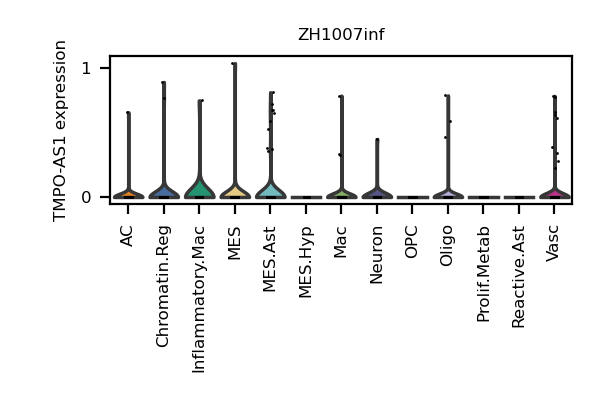 ZH1007inf
TMPO-AS1 expression
1
0
AC
Chromatin.Reg
Inflammatory.Mac
MES
MES.Ast
MES.Hyp
Mac
Neuron
OPC
Oligo
Prolif.Metab
Reactive.Ast
Vasc